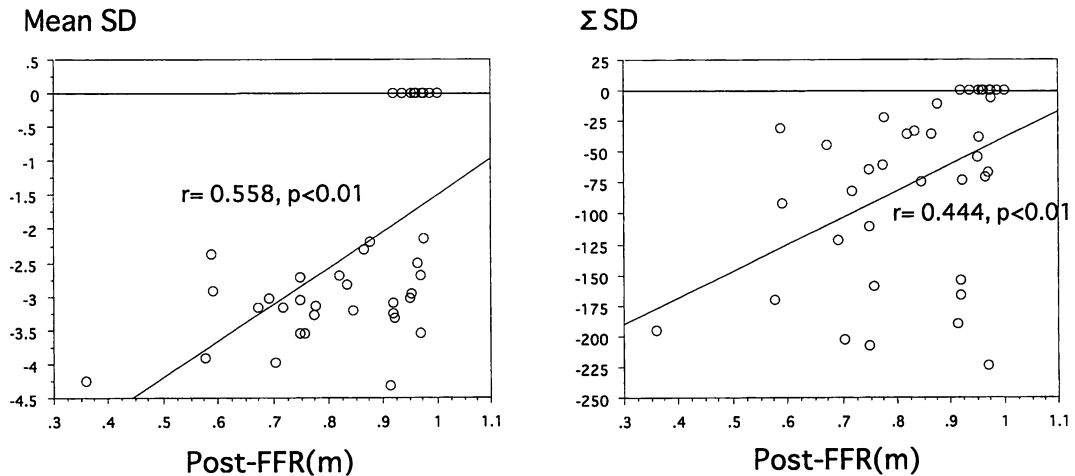 Mean SD
.5
0
-.5
-1
-1.5
-2
-2.5
-3
-3.5
-4
-4.5
r= 0.558, p<0.01
.3 .4 .5 .6 .7 .8 .9 1 1.1
Post-FFR(m)
Σ SD
25
0
-25
-50
-75
-100
-125
-150
-175
-200
-225
-250
r= 0.444, p<0.01
.3 .4 .5 .6 .7 .8 .9 1 1.1
Post-FFR(m)